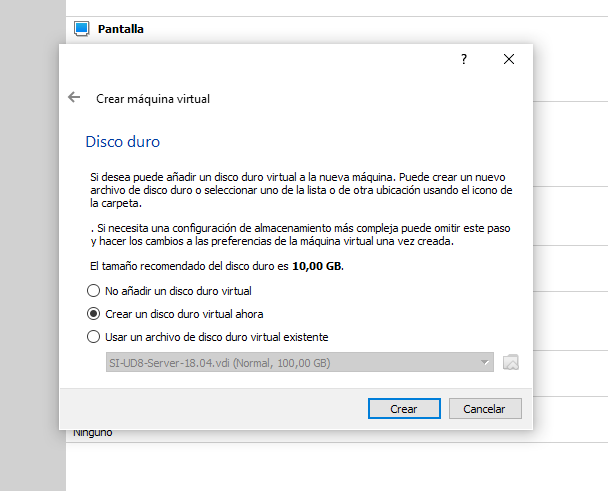 Pantalla
?
Crear máquina virtual
Disco duro
Si desea puede añadir un disco duro virtual a la nueva máquina. Puede crear un nuevo
archivo de disco duro o seleccionar uno de la lista o de otra ubicación usando el icono de
la carpeta.
. Si necesita una configuración de almacenamiento más compleja puede omitir este paso
y hacer los cambios a las preferencias de la máquina virtual una vez creada.
El tamaño recomendado del disco duro es 10,00 GB.
No añadir un disco duro virtual
Crear un disco duro virtual ahora
Usar un archivo de disco duro virtual existente
SI-UD8-Server-18.04.vdi (Normal, 100,00 GB)
Crear Cancelar
Ninguno